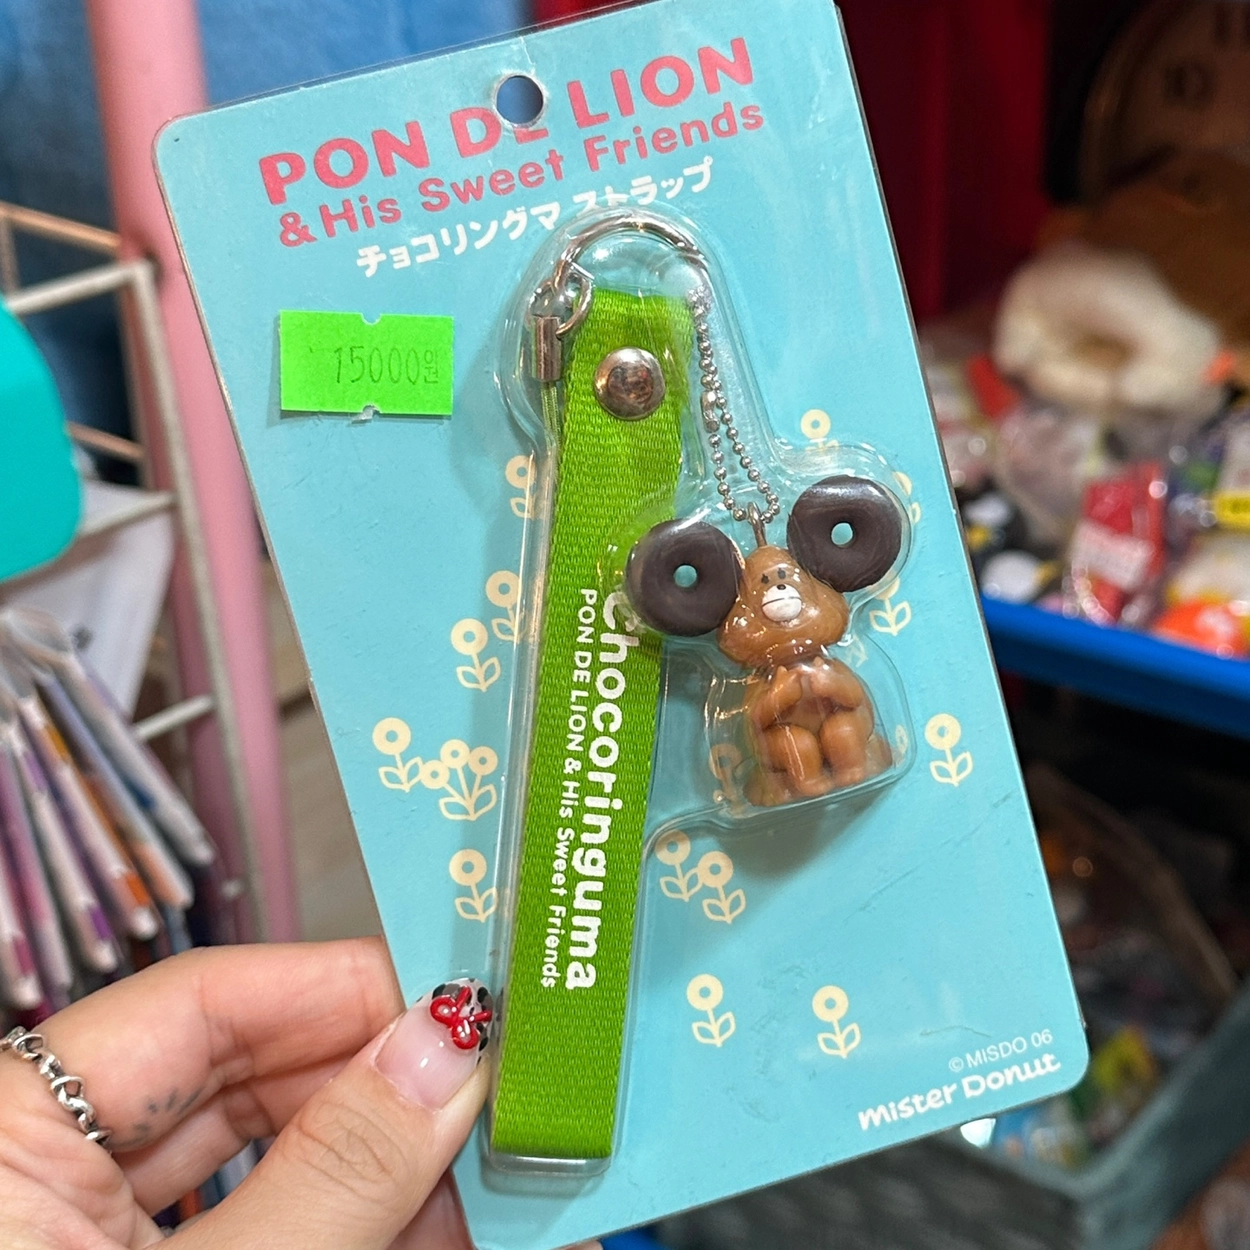 PON DE LION
& His Sweet Friends
チョコリングマ ストラップ
15000원
Choccoringuma
PON DE LION & His Sweet Friends
© MISDO 06
mister Donut